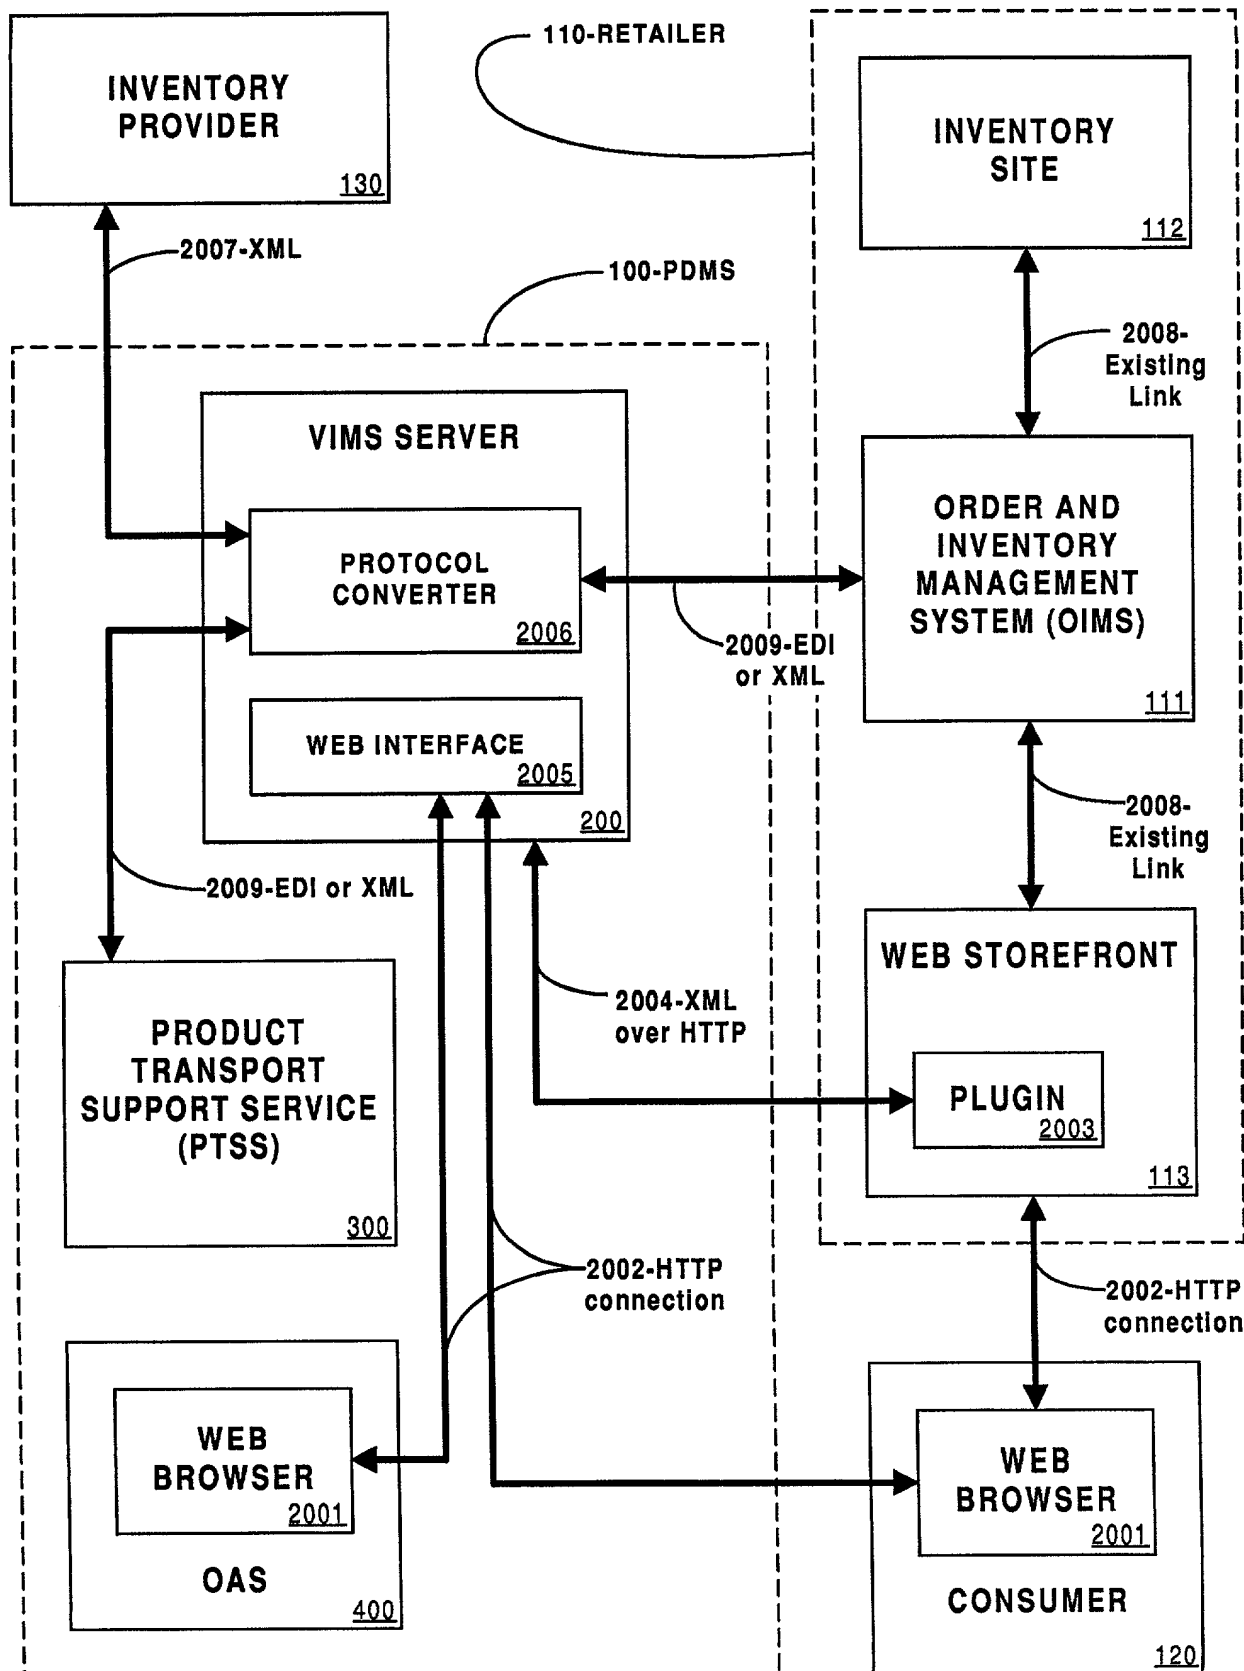 110-RETAILER
INVENTORY
PROVIDER
130
INVENTORY
SITE
112
2007-XML
100-PDMS
2008-
Existing
Link
VIMS SERVER
PROTOCOL
CONVERTER
2006
ORDER AND
INVENTORY
MANAGEMENT
SYSTEM (OIMS)
111
2009-EDI
or XML
WEB INTERFACE
2005
200
2008-
Existing
Link
2009-EDI or XML
WEB STOREFRONT
PLUGIN
2003
113
2004-XML
over HTTP
PRODUCT
TRANSPORT
SUPPORT SERVICE
(PTSS)
300
2002-HTTP
connection
2002-HTTP
connection
WEB
BROWSER
2001
OAS
400
WEB
BROWSER
2001
CONSUMER
120